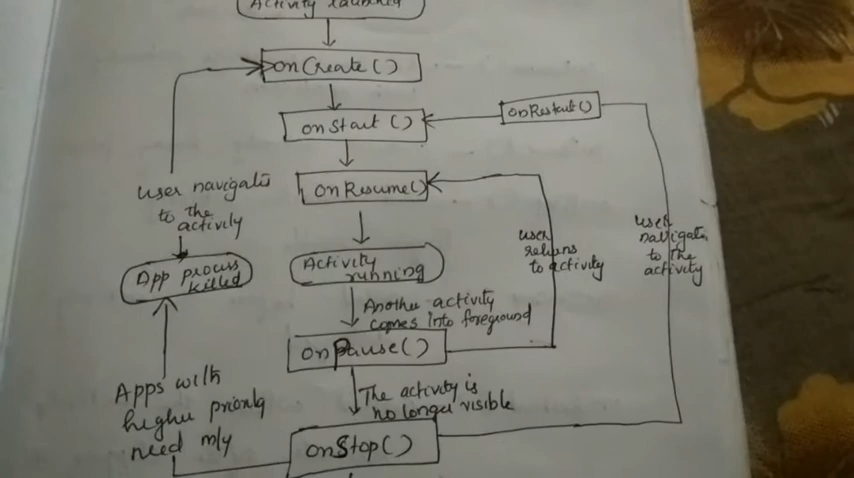 Activity launched
onCreate()
onStart()
onRestart()
user navigates
to the
activity
onResume()
App process
killed
Activity
running
user
returns
to activity
user
navigates
to the
activity
Another activity
comes into foreground
onPause()
Apps with
higher priority
need m/y
The activity is
no longer visible
onStop()